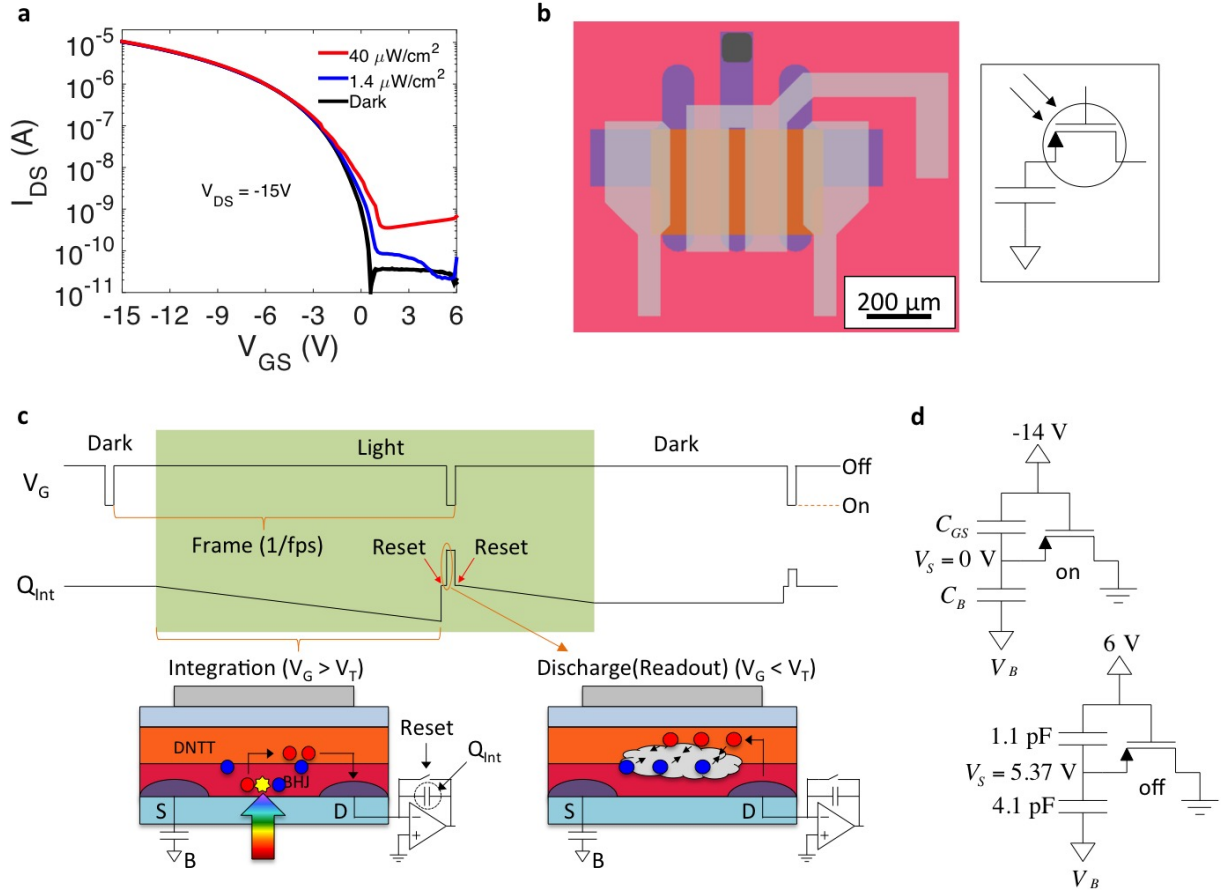 a
10⁻⁵
10⁻⁶
10⁻⁷
10⁻⁸
10⁻⁹
10⁻¹⁰
10⁻¹¹
I_DS (A)
40 μW/cm²
1.4 μW/cm²
Dark
V_DS = -15V
-15 -12 -9 -6 -3 0 3 6
V_GS (V)
b
200 μm
c
Dark
Light
Dark
V_G
Off
On
Frame (1/fps)
Reset
Reset
Q_Int
Integration (V_G > V_T)
DNTT
BHJ
S
D
B
Reset
Q_Int
Discharge(Readout) (V_G < V_T)
S
D
B
d
-14 V
C_GS
V_S = 0 V
on
C_B
V_B
6 V
1.1 pF
V_S = 5.37 V
off
4.1 pF
V_B